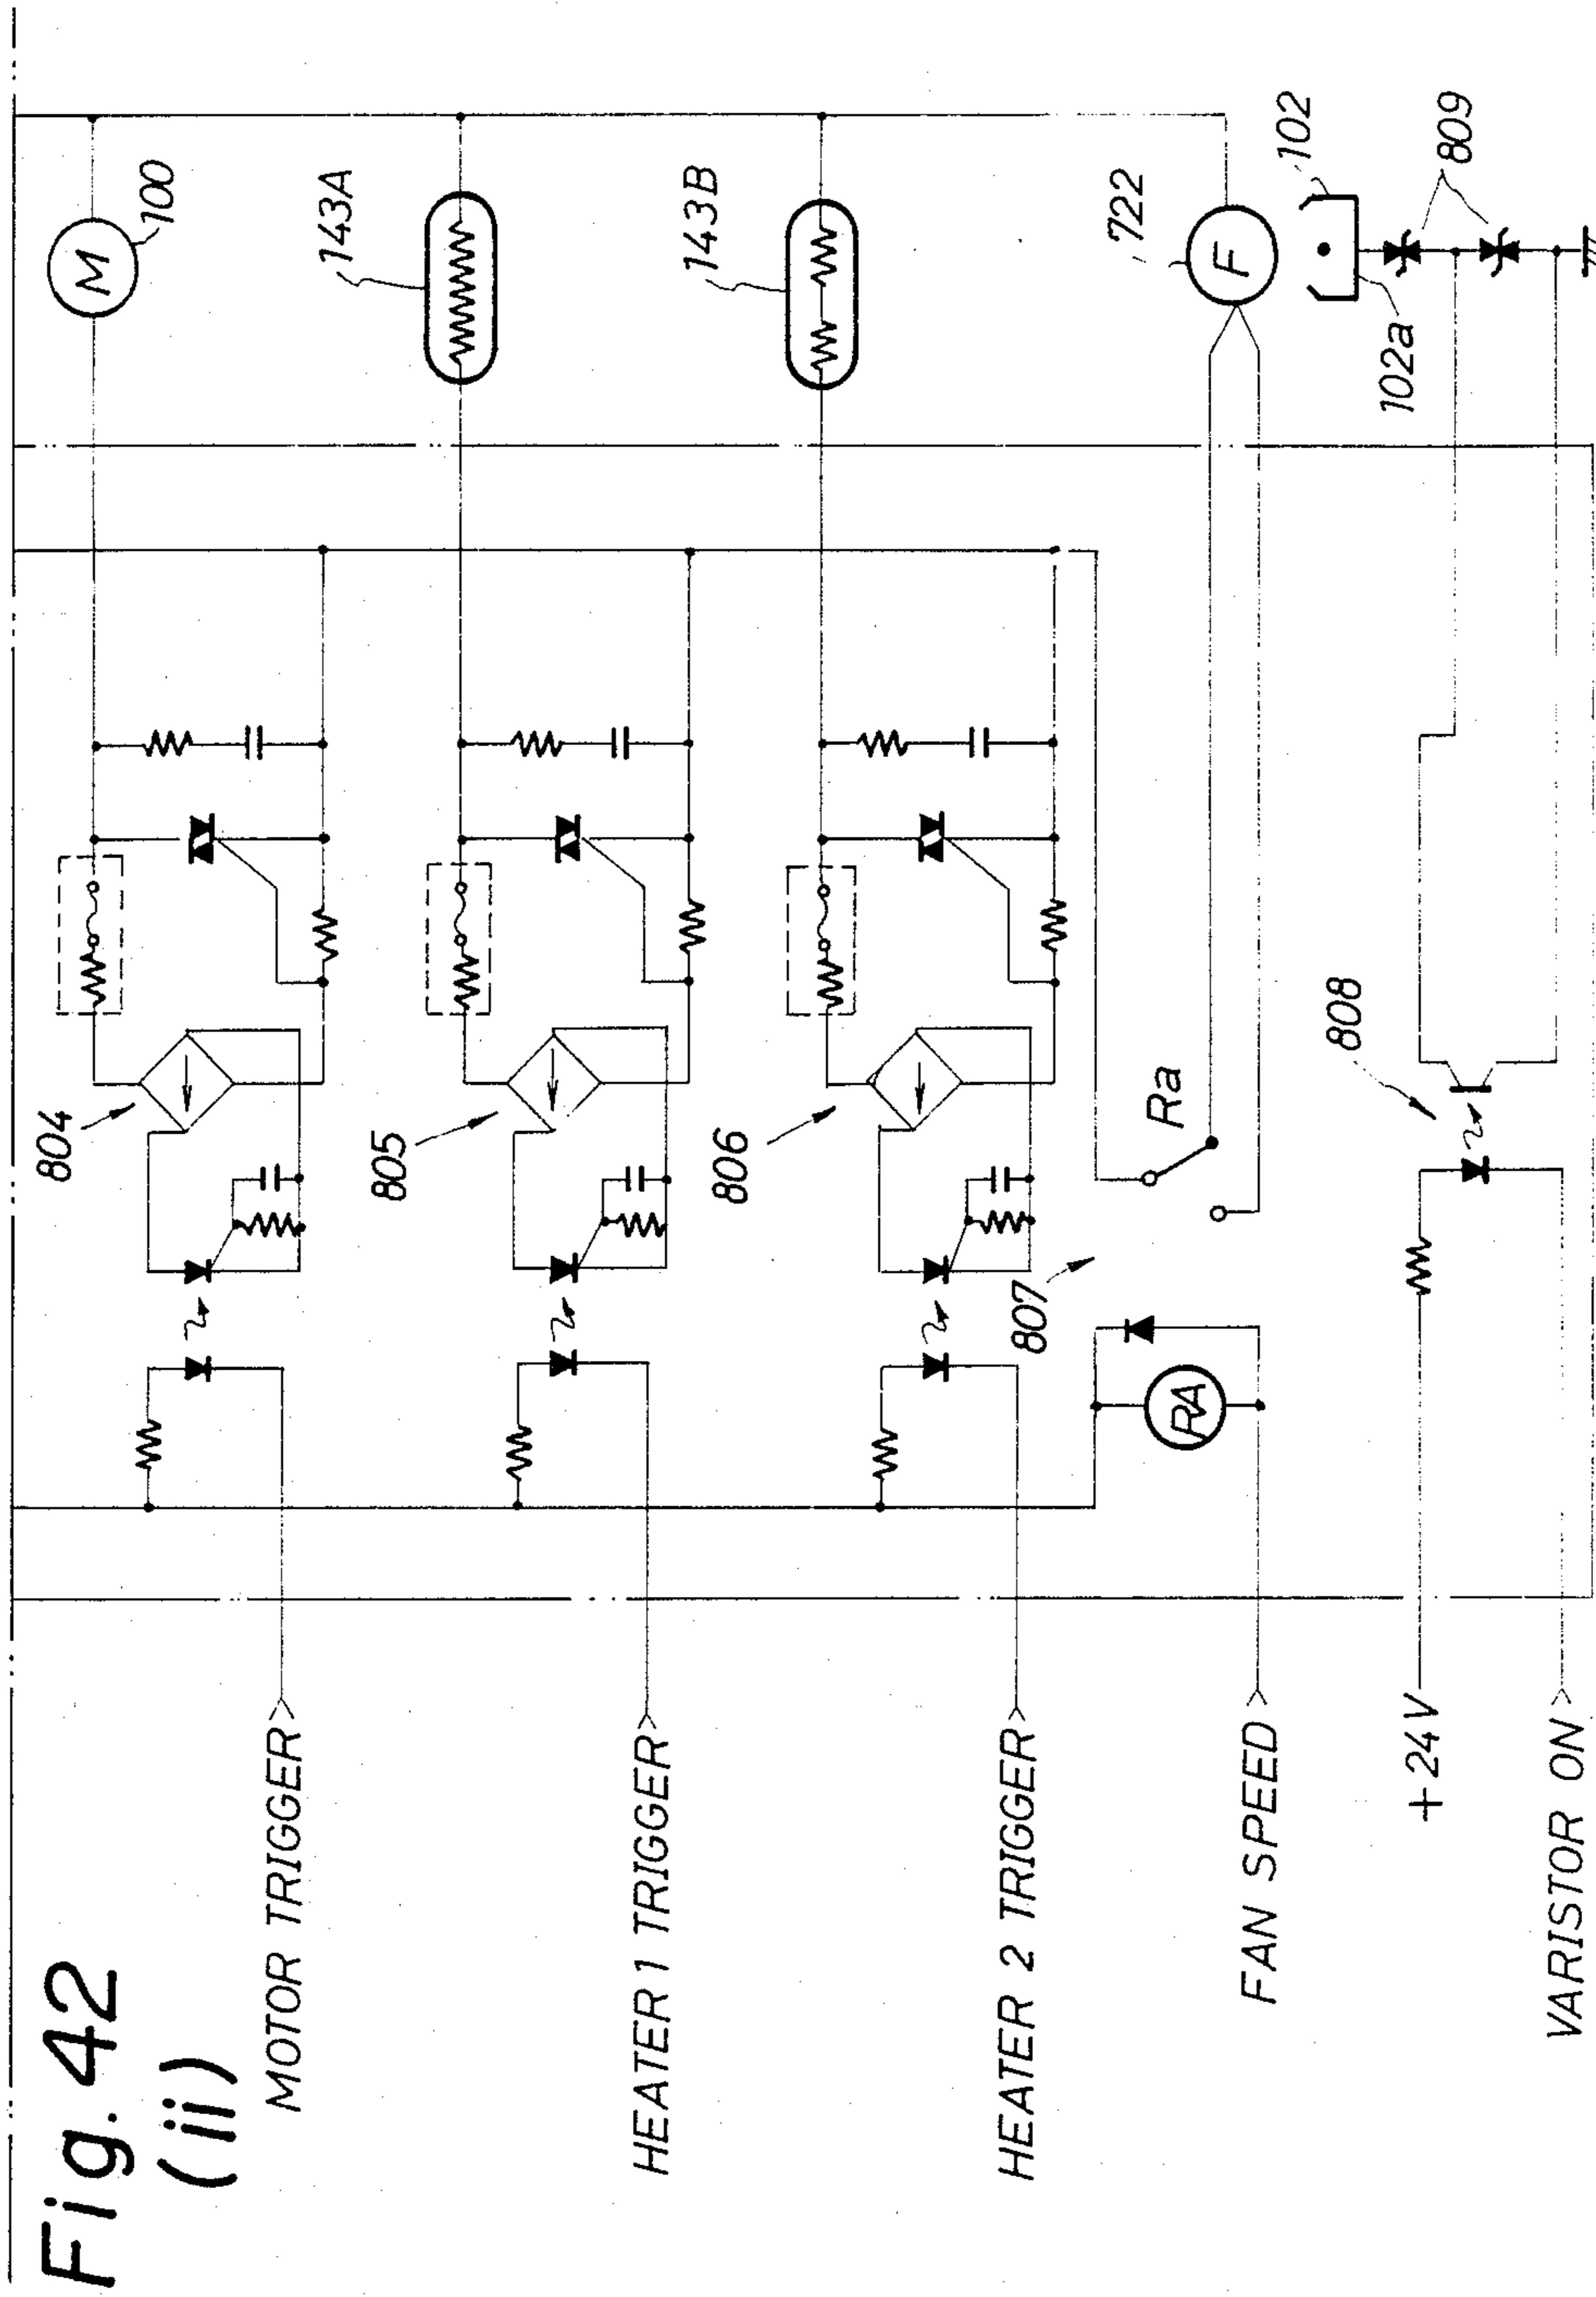 Fig. 42
(ii)
MOTOR TRIGGER
HEATER 1 TRIGGER
HEATER 2 TRIGGER
FAN SPEED
+24V
VARISTOR ON
804
805
806
807
808
RA
Ra
M
100
143A
143B
722
F
102
102a
809